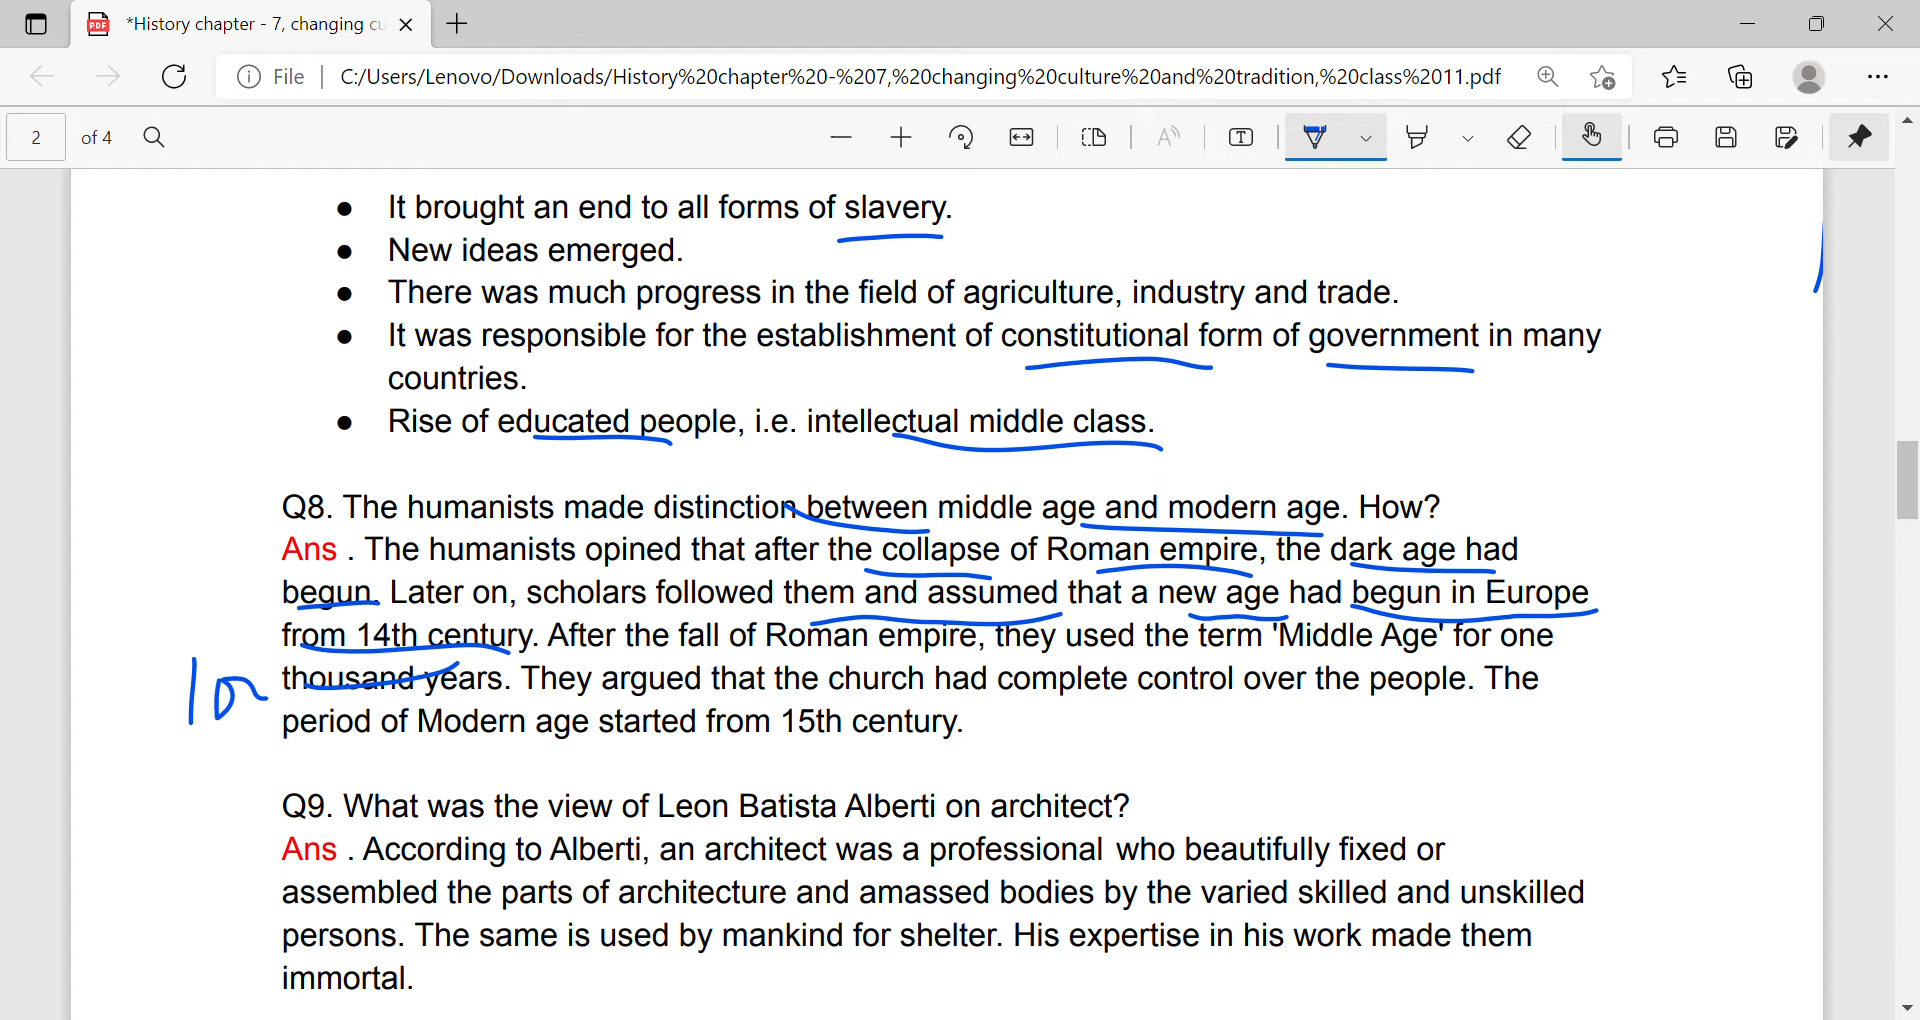 *History chapter - 7, changing cu
File
C:/Users/Lenovo/Downloads/History%20chapter%20-%207,%20changing%20culture%20and%20tradition,%20class%2011.pdf
2 of 4
● It brought an end to all forms of slavery.
● New ideas emerged.
● There was much progress in the field of agriculture, industry and trade.
● It was responsible for the establishment of constitutional form of government in many
countries.
● Rise of educated people, i.e. intellectual middle class.
Q8. The humanists made distinction between middle age and modern age. How?
Ans . The humanists opined that after the collapse of Roman empire, the dark age had
begun. Later on, scholars followed them and assumed that a new age had begun in Europe
from 14th century. After the fall of Roman empire, they used the term 'Middle Age' for one
thousand years. They argued that the church had complete control over the people. The
period of Modern age started from 15th century.
Q9. What was the view of Leon Batista Alberti on architect?
Ans . According to Alberti, an architect was a professional who beautifully fixed or
assembled the parts of architecture and amassed bodies by the varied skilled and unskilled
persons. The same is used by mankind for shelter. His expertise in his work made them
immortal.